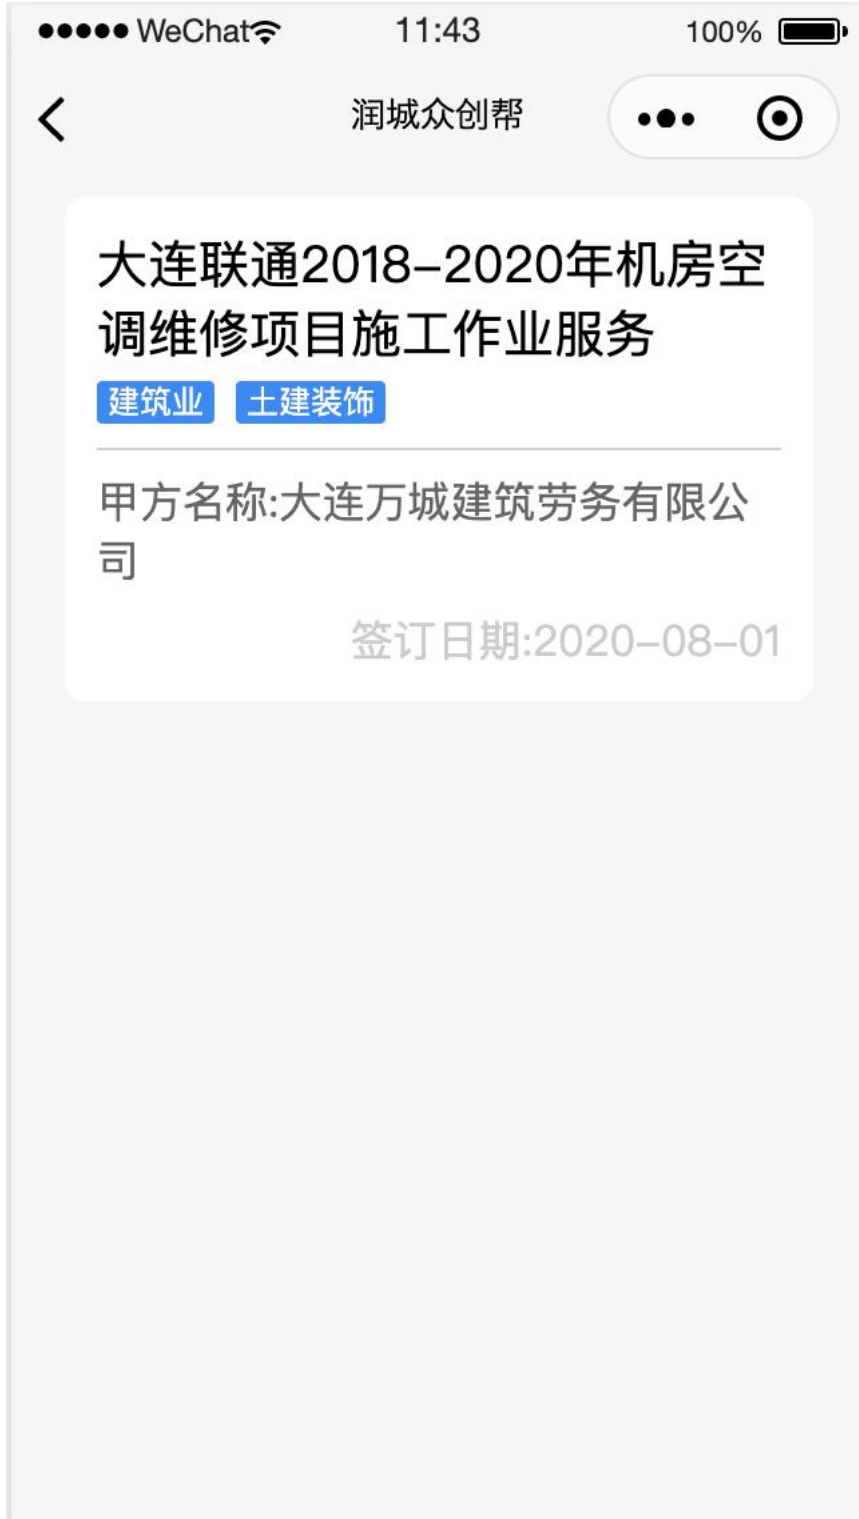 WeChat 11:43 100%
润城众创帮
大连联通2018-2020年机房空
调维修项目施工作业服务
建筑业 土建装饰
甲方名称:大连万城建筑劳务有限公
司
签订日期:2020-08-01